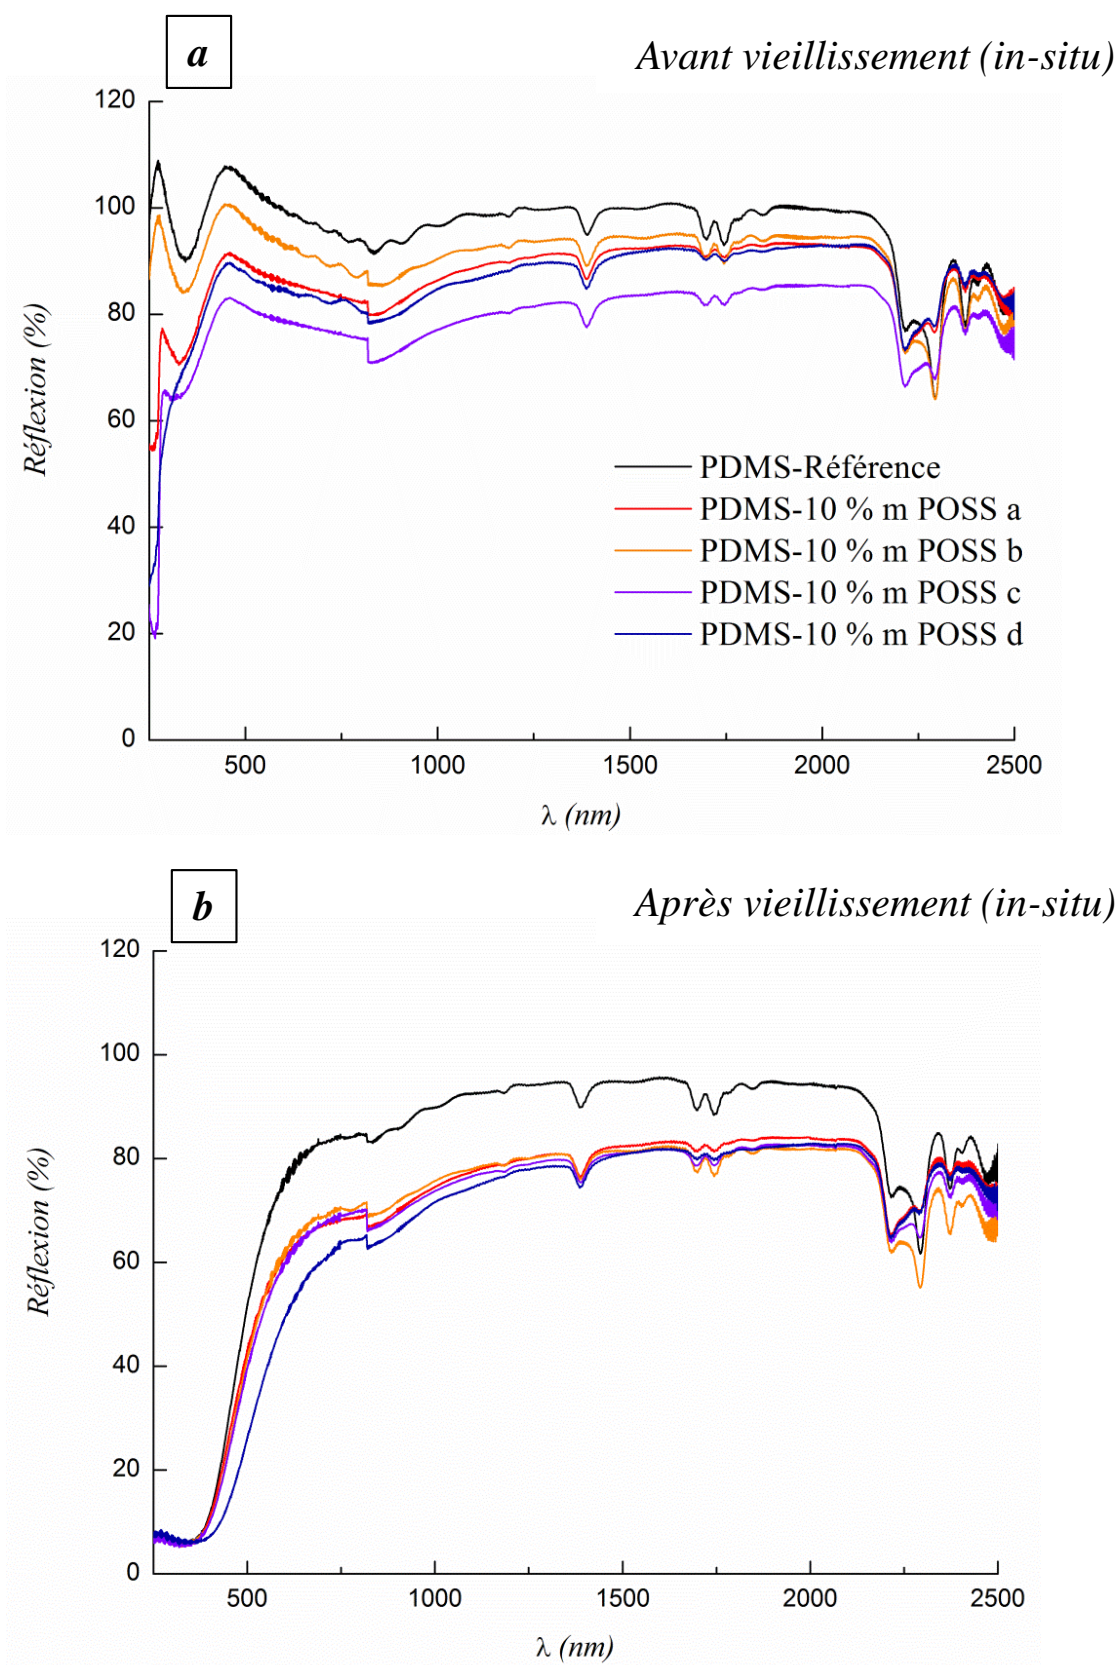 a
Avant vieillissement (in-situ)
120
100
80
60
40
20
0
Réflexion (%)
PDMS-Référence
PDMS-10 % m POSS a
PDMS-10 % m POSS b
PDMS-10 % m POSS c
PDMS-10 % m POSS d
500 1000 1500 2000 2500
λ (nm)
b
Après vieillissement (in-situ)
120
100
80
60
40
20
0
Réflexion (%)
500 1000 1500 2000 2500
λ (nm)